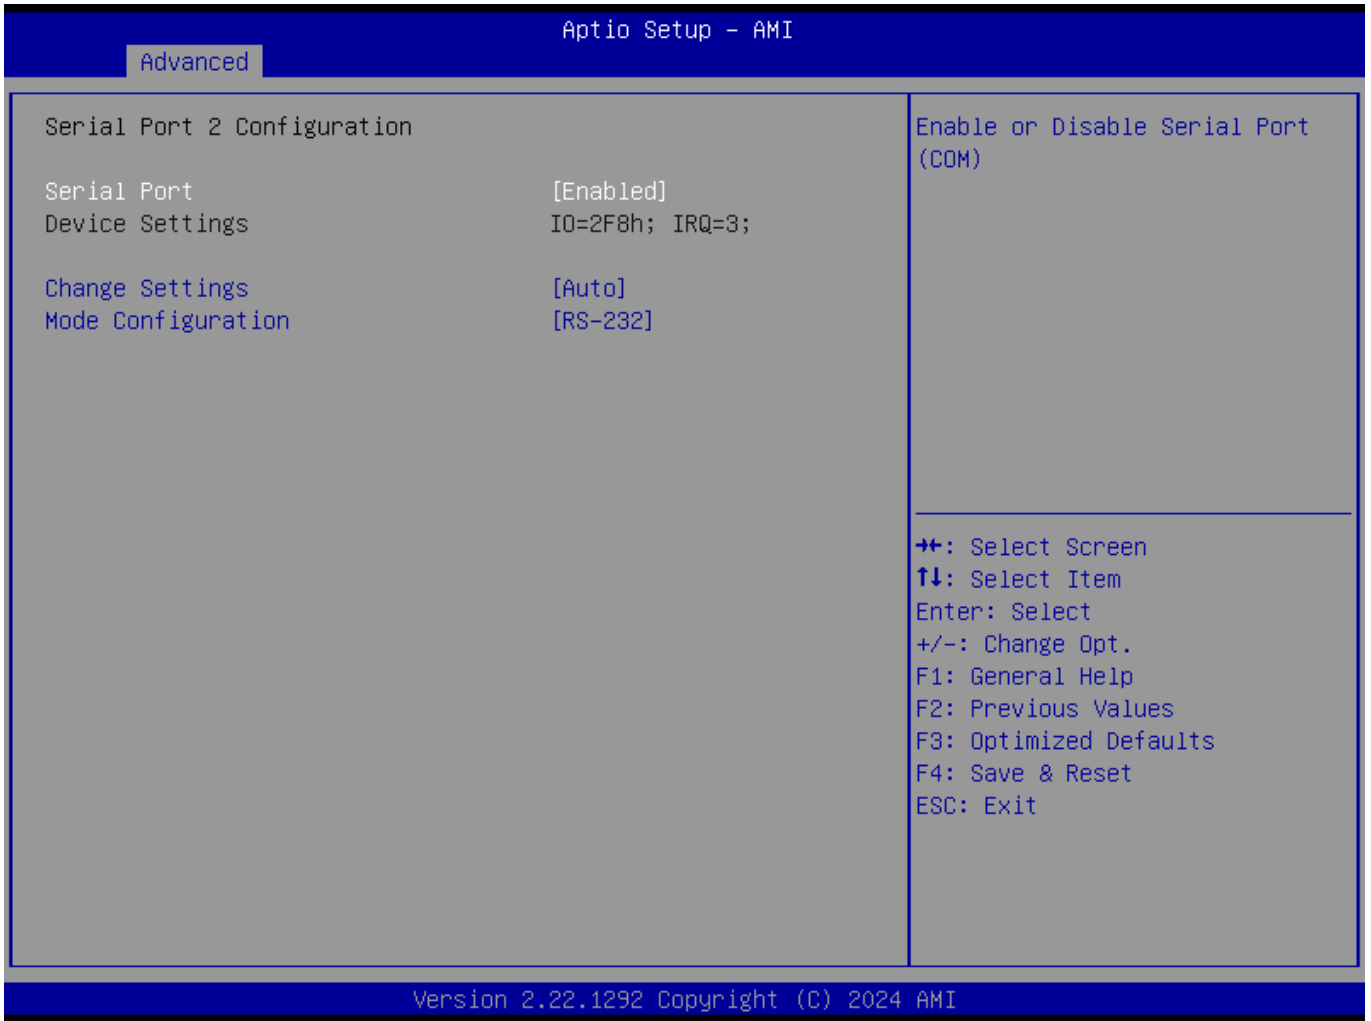 Aptio Setup – AMI
Advanced
Serial Port 2 Configuration
Serial Port [Enabled]
Device Settings IO=2F8h; IRQ=3;
Change Settings [Auto]
Mode Configuration [RS-232]
Enable or Disable Serial Port
(COM)
→←: Select Screen
↑↓: Select Item
Enter: Select
+/-: Change Opt.
F1: General Help
F2: Previous Values
F3: Optimized Defaults
F4: Save & Reset
ESC: Exit
Version 2.22.1292 Copyright (C) 2024 AMI